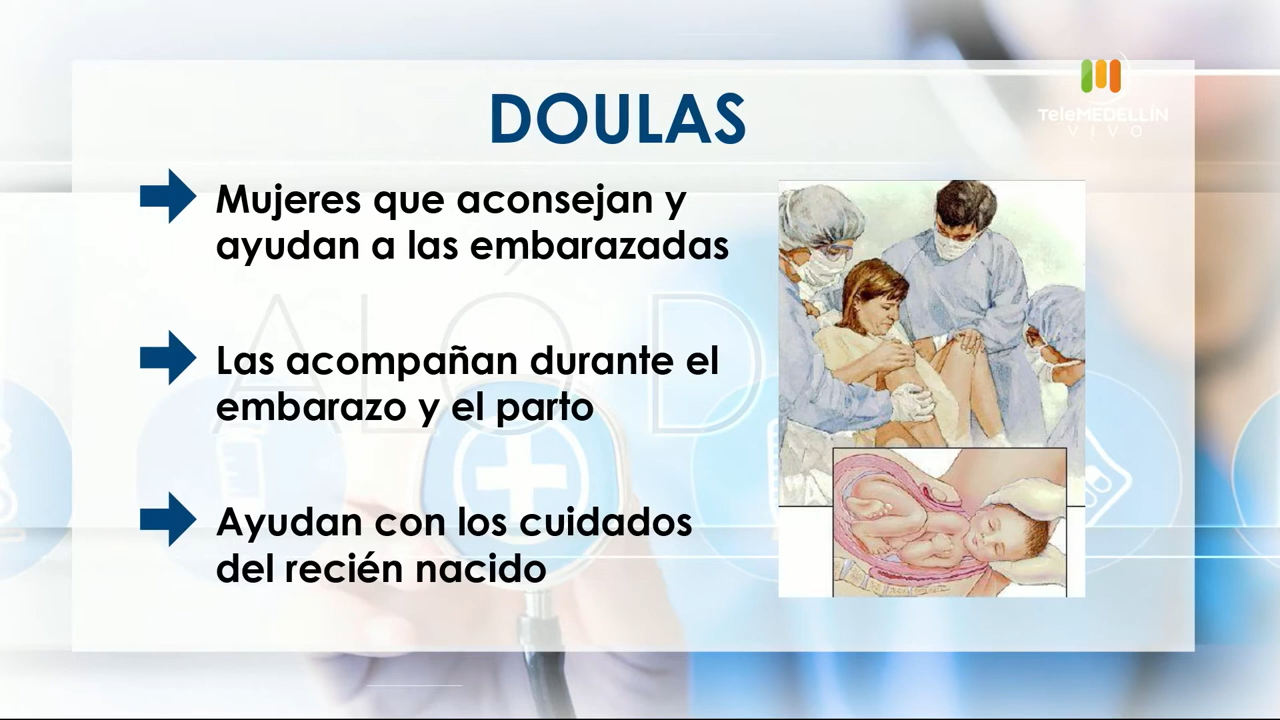 DOULAS
TeleMEDELLÍN
VIVO
Mujeres que aconsejan y
ayudan a las embarazadas
Las acompañan durante el
embarazo y el parto
Ayudan con los cuidados
del recién nacido
ALÓ D